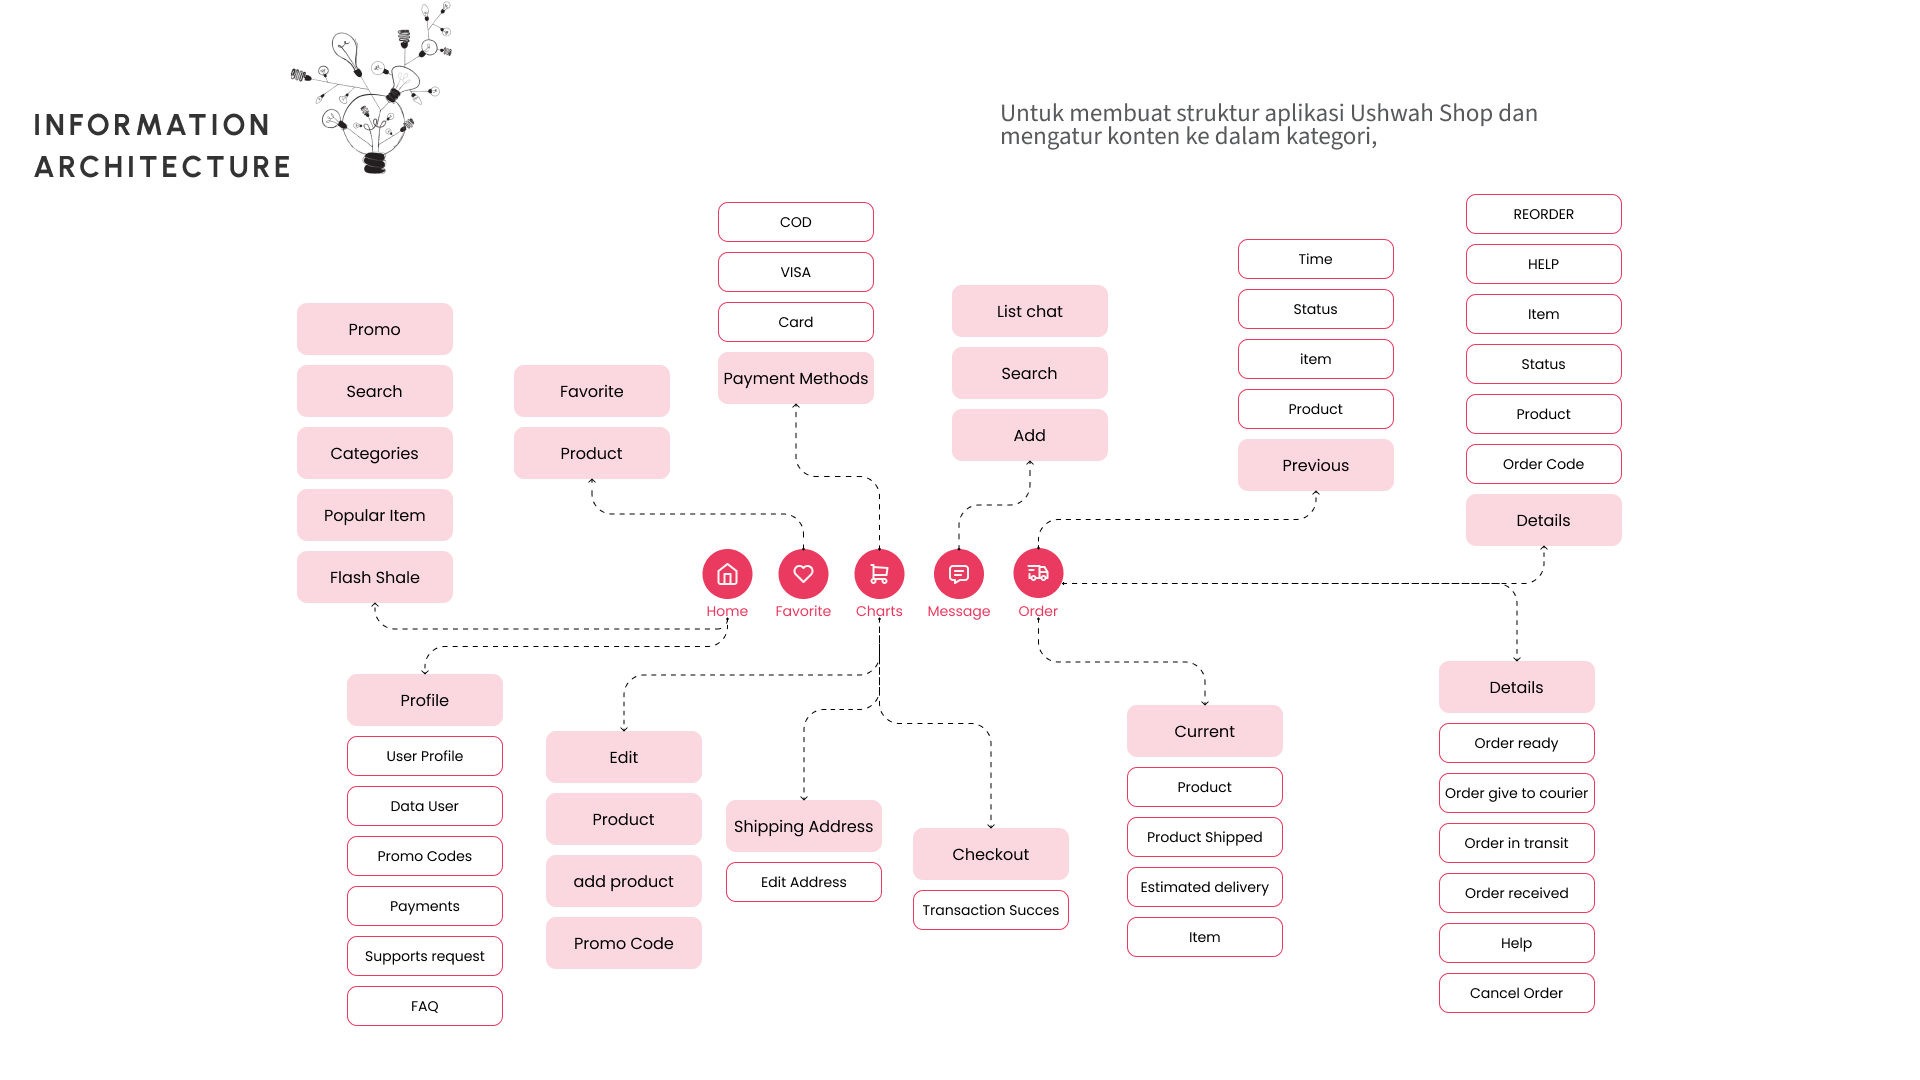 INFORMATION
ARCHITECTURE
Untuk membuat struktur aplikasi Ushwah Shop dan
mengatur konten ke dalam kategori,
Promo
Search
Categories
Popular Item
Flash Shale
Favorite
Product
COD
VISA
Card
Payment Methods
List chat
Search
Add
Time
Status
item
Product
Previous
REORDER
HELP
Item
Status
Product
Order Code
Details
Home
Favorite
Charts
Message
Order
Profile
User Profile
Data User
Promo Codes
Payments
Supports request
FAQ
Edit
Product
add product
Promo Code
Shipping Address
Edit Address
Checkout
Transaction Succes
Current
Product
Product Shipped
Estimated delivery
Item
Details
Order ready
Order give to courier
Order in transit
Order received
Help
Cancel Order